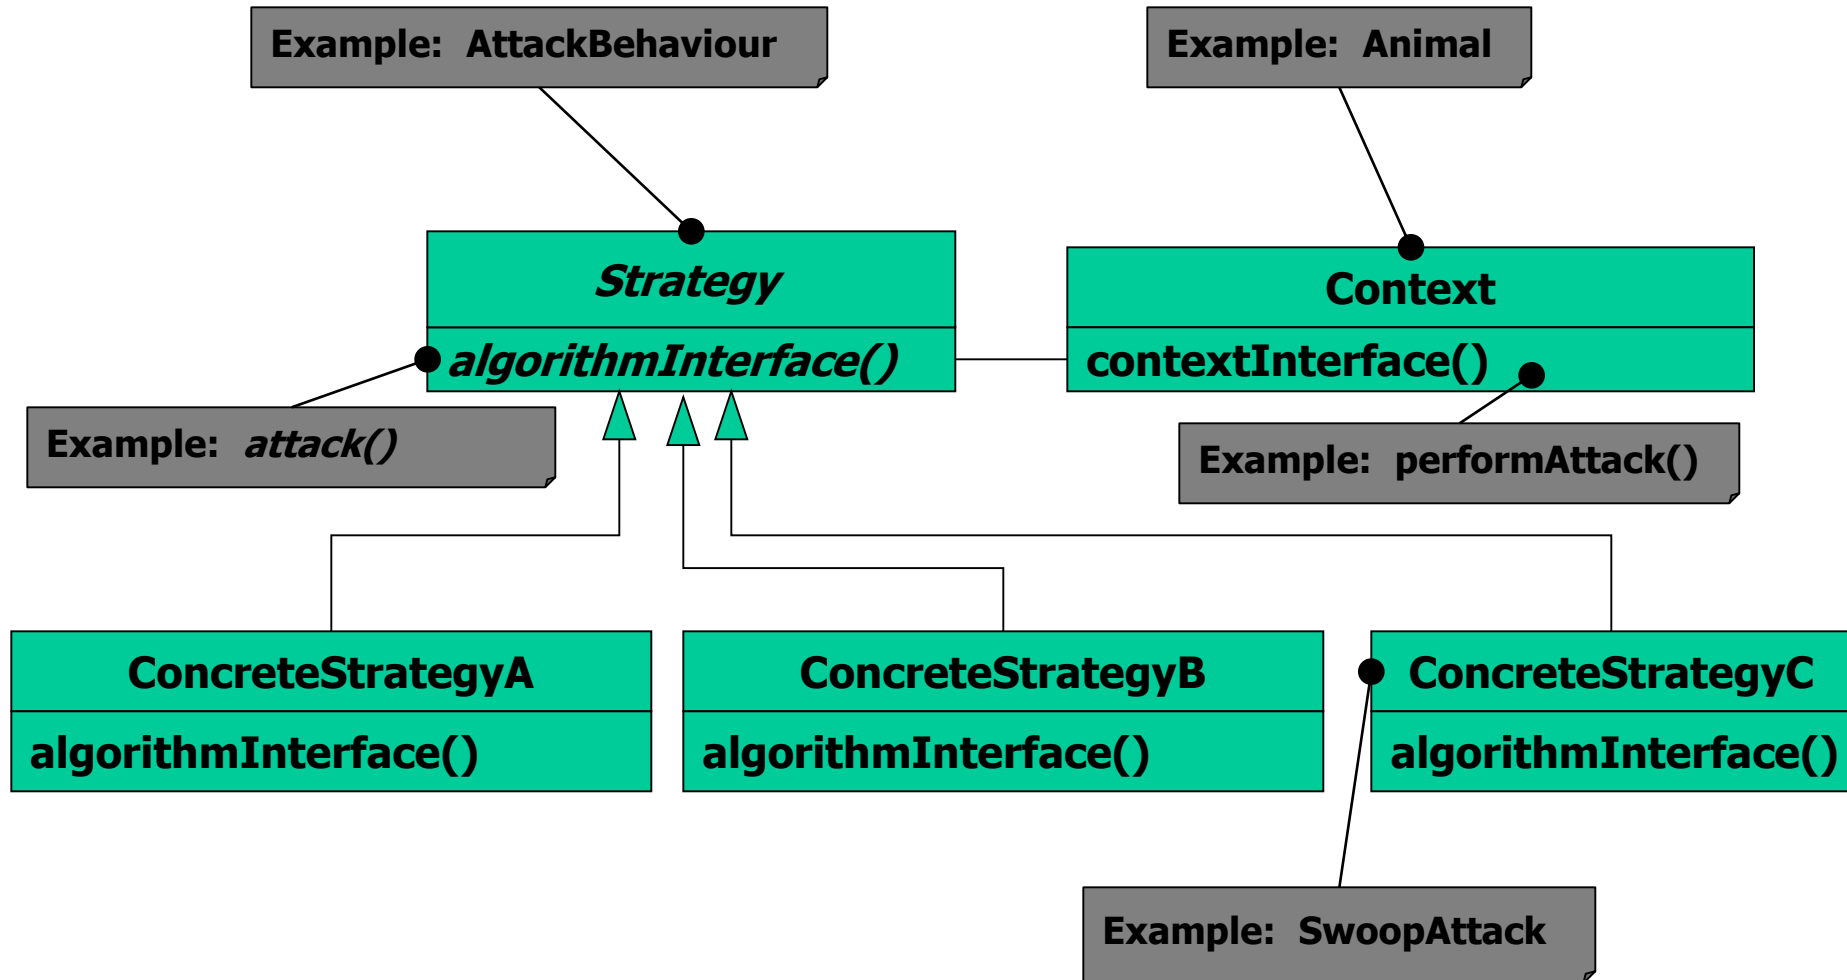 Example: AttackBehaviour
Example: Animal
Strategy
algorithmInterface()
Context
contextInterface()
Example: attack()
Example: performAttack()
ConcreteStrategyA
algorithmInterface()
ConcreteStrategyB
algorithmInterface()
ConcreteStrategyC
algorithmInterface()
Example: SwoopAttack